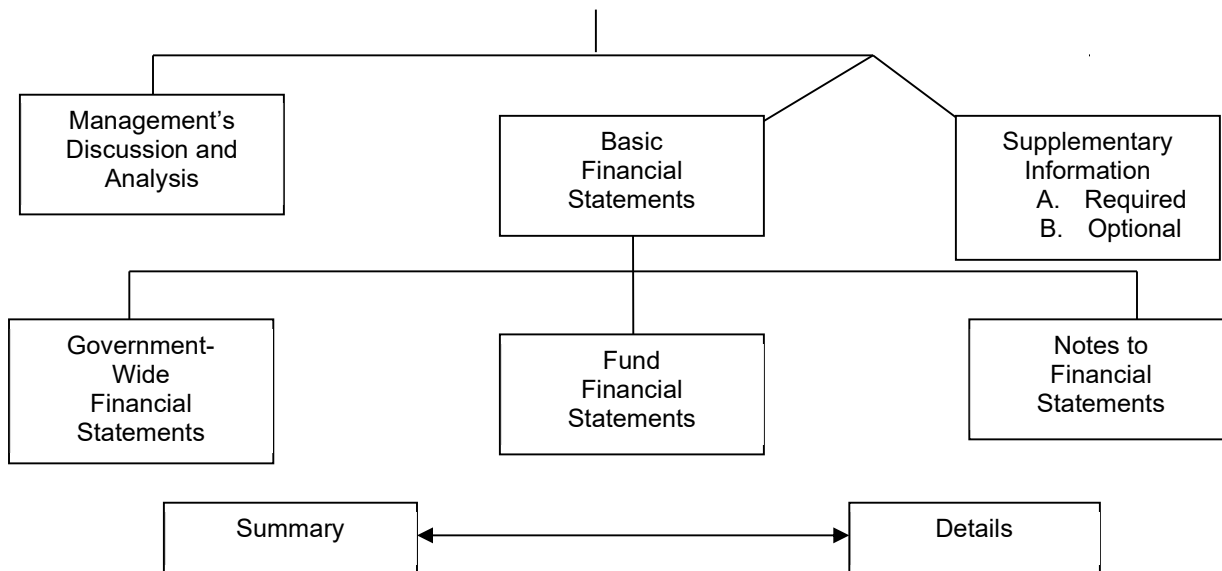 Management’s
Discussion and
Analysis
Basic
Financial
Statements
Supplementary
Information
A. Required
B. Optional
Government-
Wide
Financial
Statements
Fund
Financial
Statements
Notes to
Financial
Statements
Summary
Details